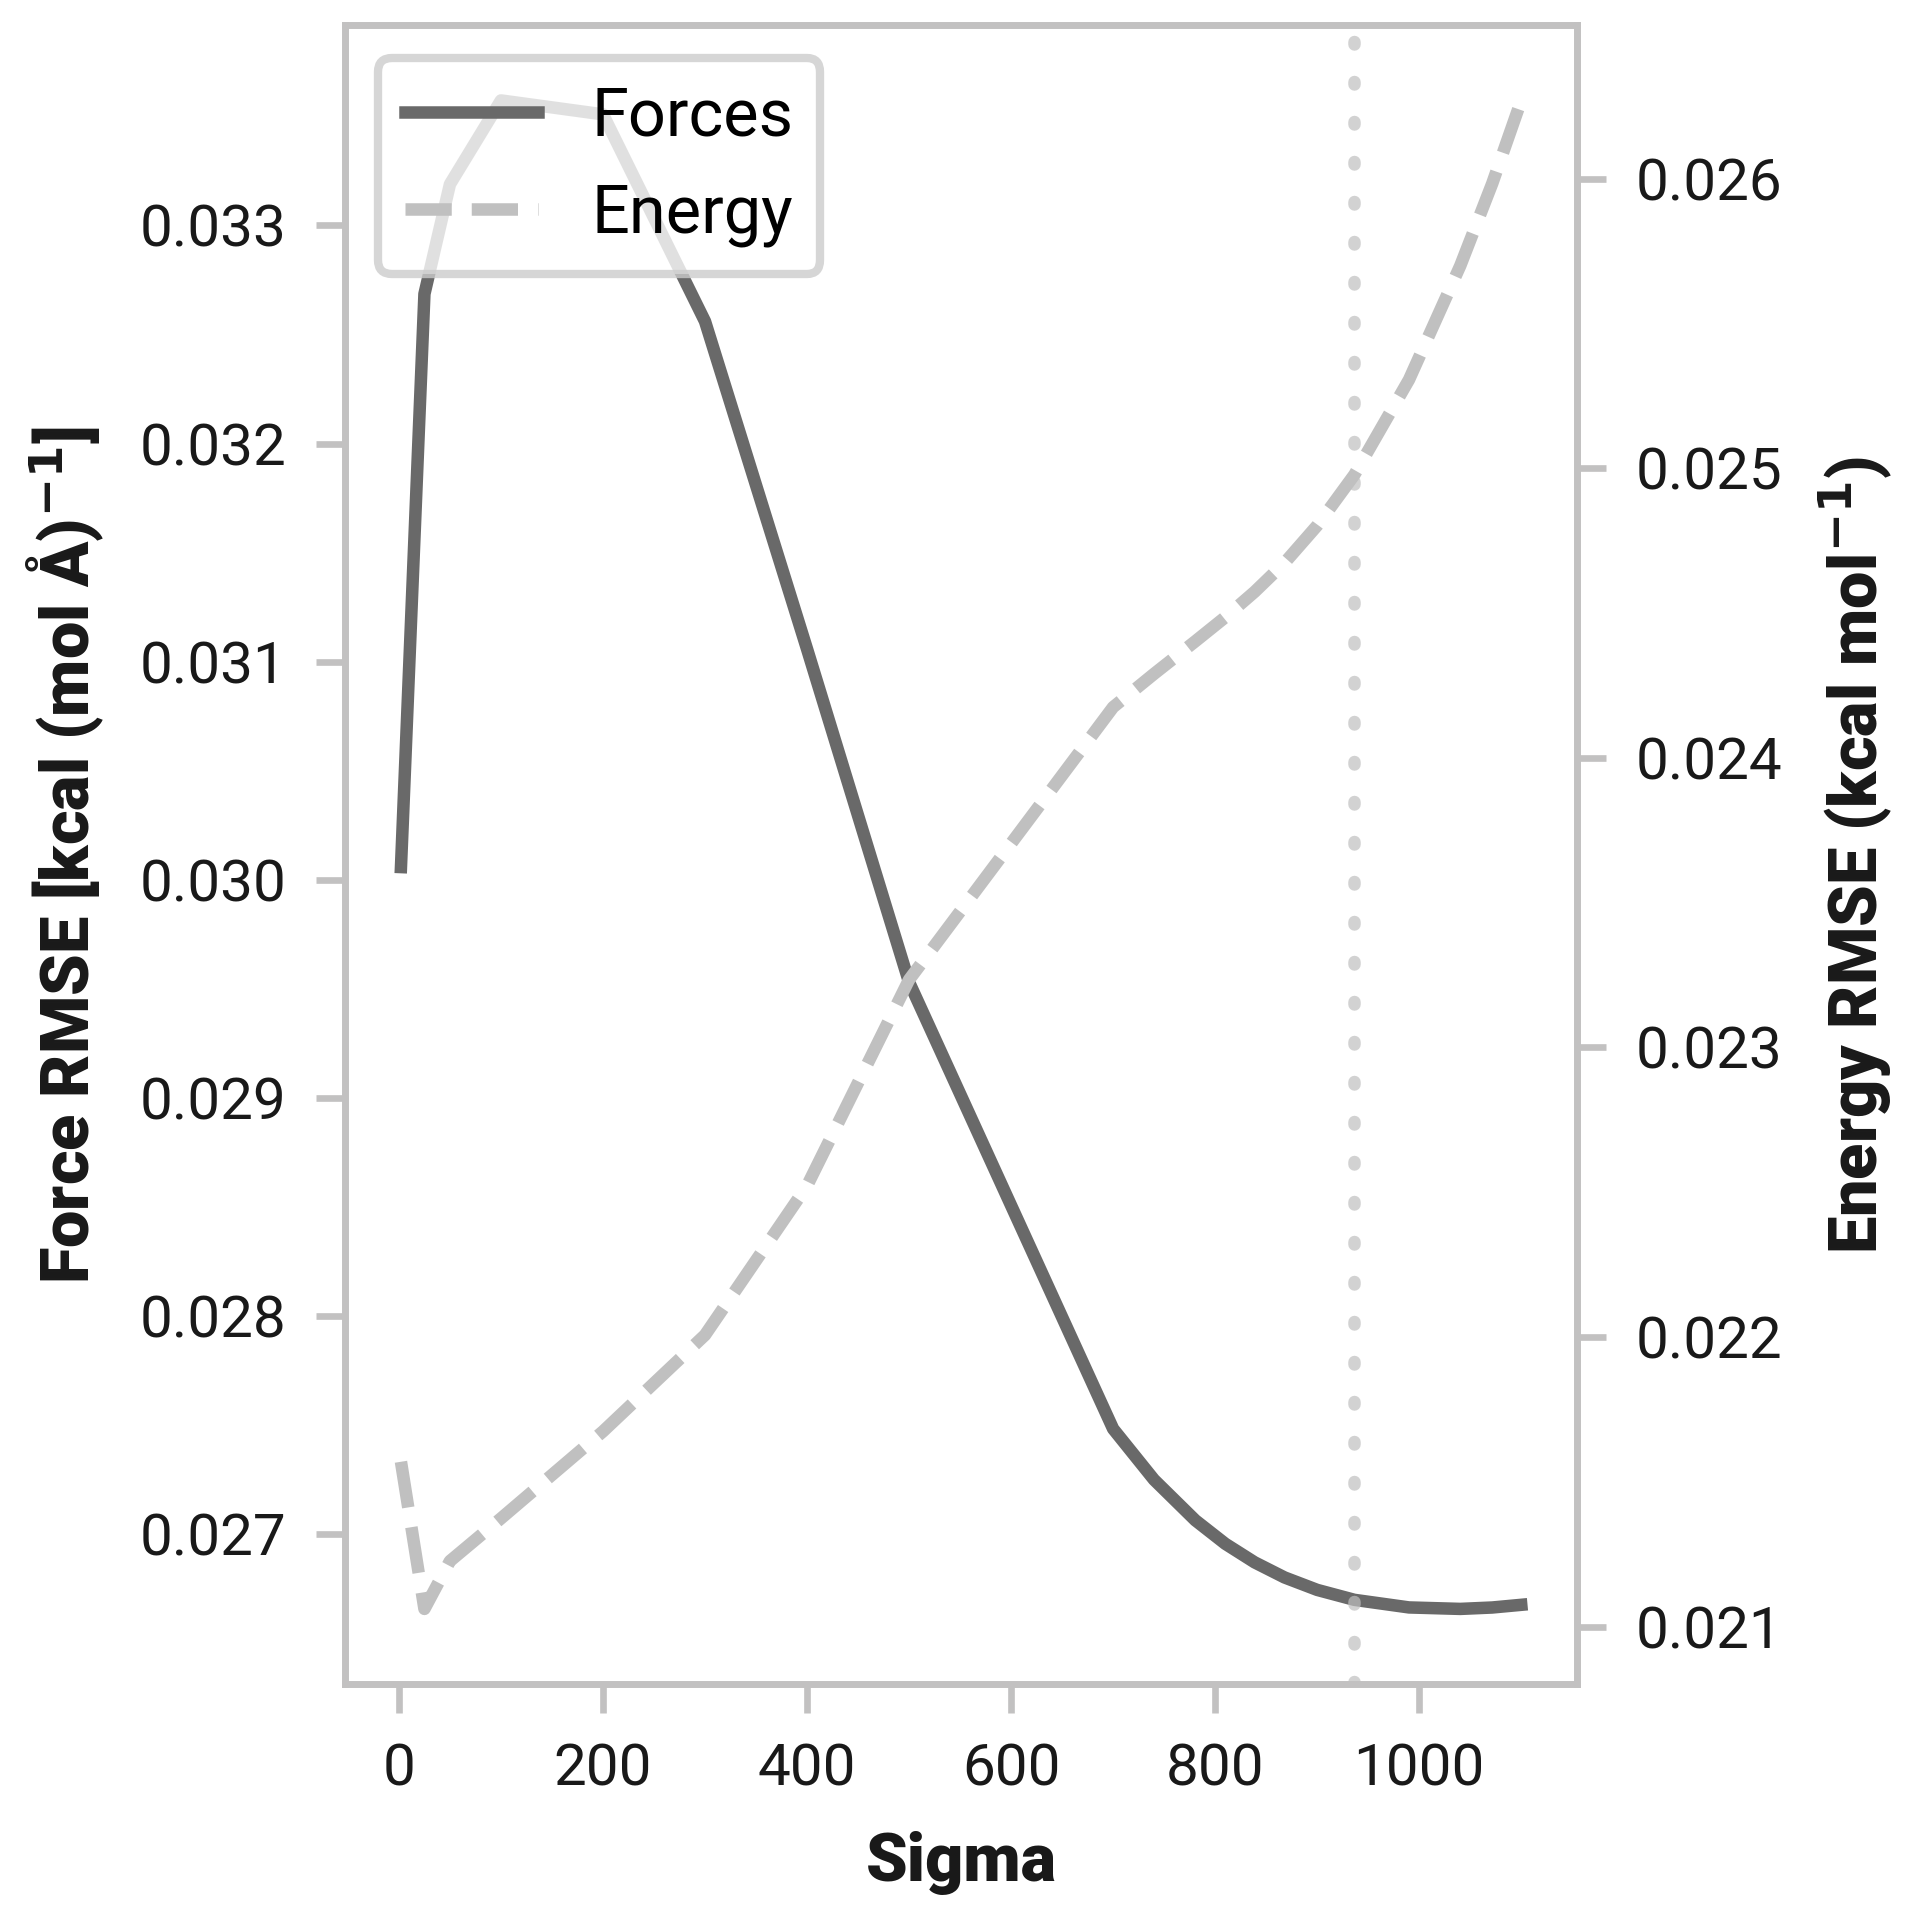 Forces
Energy
0.033
0.032
0.031
0.030
0.029
0.028
0.027
Force RMSE [kcal (mol Å)⁻¹]
0.026
0.025
0.024
0.023
0.022
0.021
Energy RMSE (kcal mol⁻¹)
0 200 400 600 800 1000
Sigma